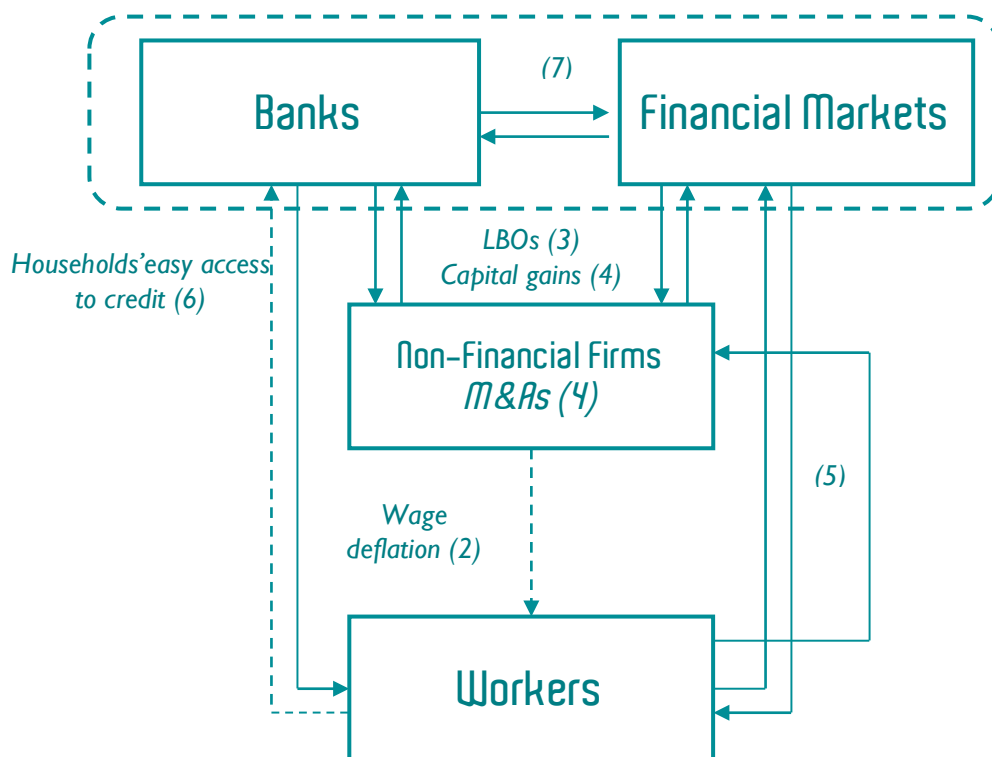 (7)
Banks
Financial Markets
LBOs (3)
Capital gains (4)
Households’easy access
to credit (6)
Non-Financial Firms
M&As (4)
(5)
Wage
deflation (2)
Workers